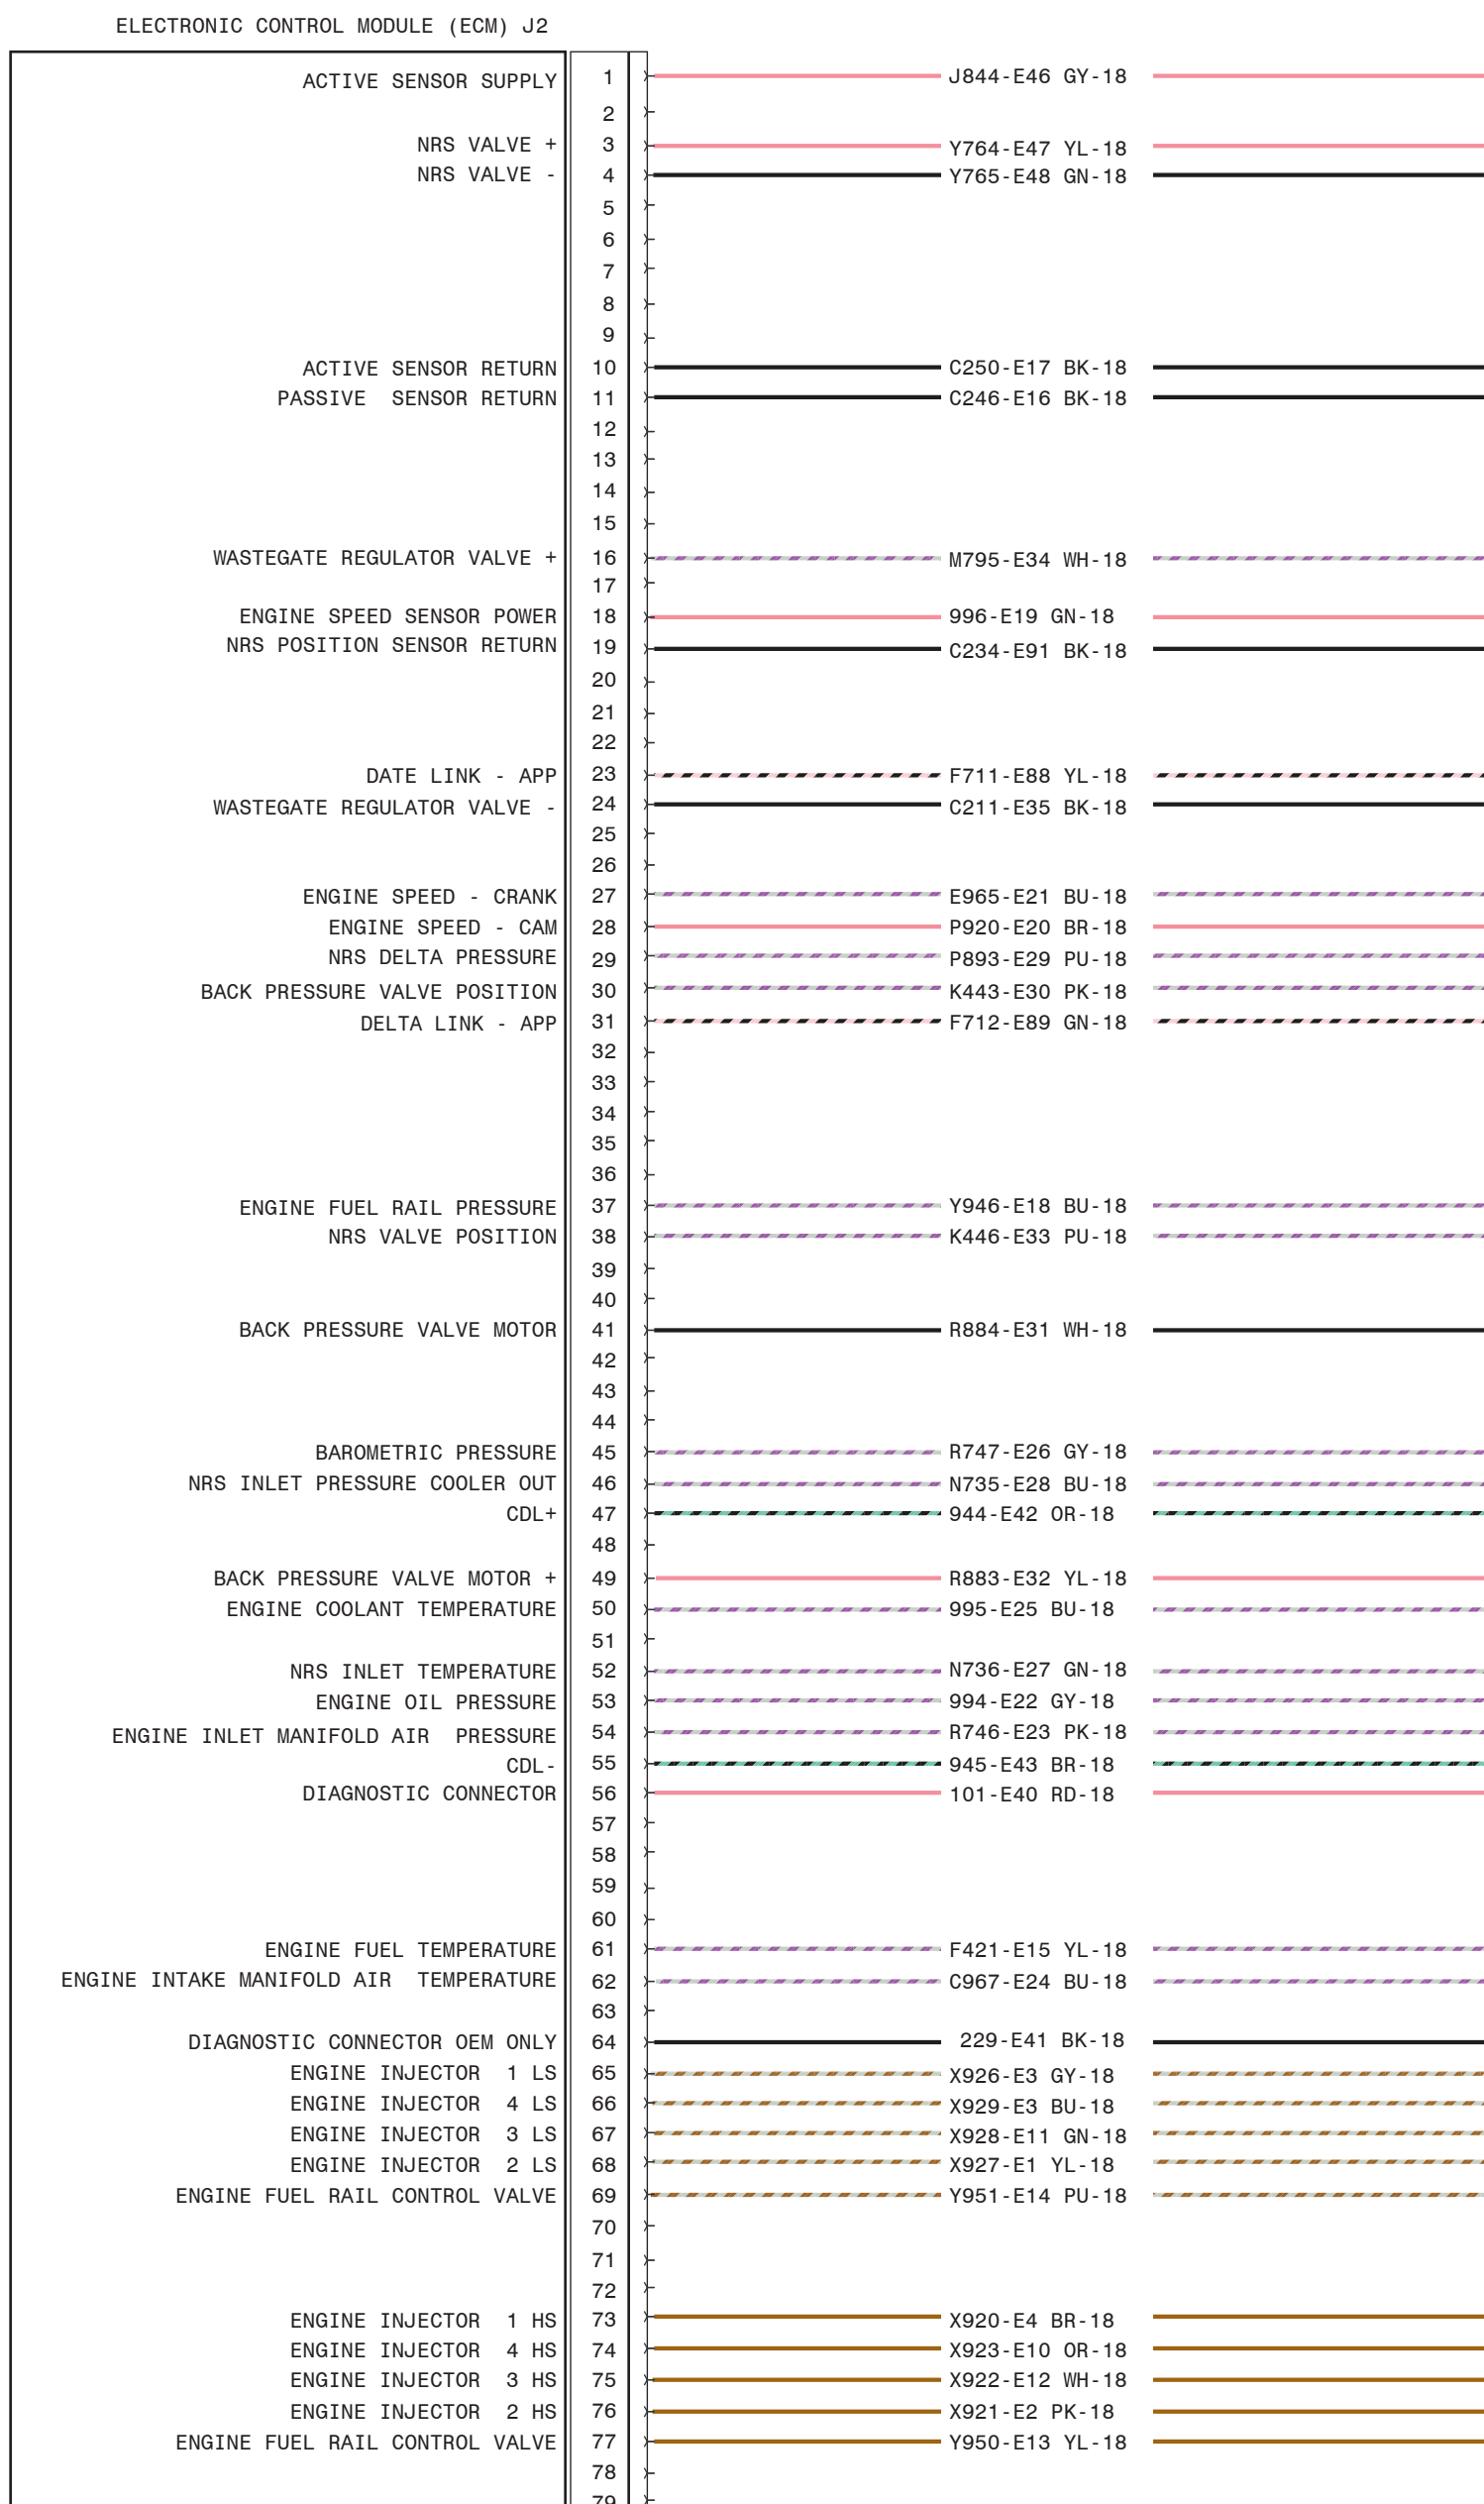 ELECTRONIC CONTROL MODULE (ECM) J2
ACTIVE SENSOR SUPPLY 1 J844-E46 GY-18
2
NRS VALVE + 3 Y764-E47 YL-18
NRS VALVE - 4 Y765-E48 GN-18
5
6
7
8
9
ACTIVE SENSOR RETURN 10 C250-E17 BK-18
PASSIVE SENSOR RETURN 11 C246-E16 BK-18
12
13
14
15
WASTEGATE REGULATOR VALVE + 16 M795-E34 WH-18
17
ENGINE SPEED SENSOR POWER 18 996-E19 GN-18
NRS POSITION SENSOR RETURN 19 C234-E91 BK-18
20
21
22
DATE LINK - APP 23 F711-E88 YL-18
WASTEGATE REGULATOR VALVE - 24 C211-E35 BK-18
25
26
ENGINE SPEED - CRANK 27 E965-E21 BU-18
ENGINE SPEED - CAM 28 P920-E20 BR-18
NRS DELTA PRESSURE 29 P893-E29 PU-18
BACK PRESSURE VALVE POSITION 30 K443-E30 PK-18
DELTA LINK - APP 31 F712-E89 GN-18
32
33
34
35
36
ENGINE FUEL RAIL PRESSURE 37 Y946-E18 BU-18
NRS VALVE POSITION 38 K446-E33 PU-18
39
40
BACK PRESSURE VALVE MOTOR 41 R884-E31 WH-18
42
43
44
BAROMETRIC PRESSURE 45 R747-E26 GY-18
NRS INLET PRESSURE COOLER OUT 46 N735-E28 BU-18
CDL+ 47 944-E42 OR-18
48
BACK PRESSURE VALVE MOTOR + 49 R883-E32 YL-18
ENGINE COOLANT TEMPERATURE 50 995-E25 BU-18
51
NRS INLET TEMPERATURE 52 N736-E27 GN-18
ENGINE OIL PRESSURE 53 994-E22 GY-18
ENGINE INLET MANIFOLD AIR PRESSURE 54 R746-E23 PK-18
CDL- 55 945-E43 BR-18
DIAGNOSTIC CONNECTOR 56 101-E40 RD-18
57
58
59
60
ENGINE FUEL TEMPERATURE 61 F421-E15 YL-18
ENGINE INTAKE MANIFOLD AIR TEMPERATURE 62 C967-E24 BU-18
63
DIAGNOSTIC CONNECTOR OEM ONLY 64 229-E41 BK-18
ENGINE INJECTOR 1 LS 65 X926-E3 GY-18
ENGINE INJECTOR 4 LS 66 X929-E3 BU-18
ENGINE INJECTOR 3 LS 67 X928-E11 GN-18
ENGINE INJECTOR 2 LS 68 X927-E1 YL-18
ENGINE FUEL RAIL CONTROL VALVE 69 Y951-E14 PU-18
70
71
72
ENGINE INJECTOR 1 HS 73 X920-E4 BR-18
ENGINE INJECTOR 4 HS 74 X923-E10 OR-18
ENGINE INJECTOR 3 HS 75 X922-E12 WH-18
ENGINE INJECTOR 2 HS 76 X921-E2 PK-18
ENGINE FUEL RAIL CONTROL VALVE 77 Y950-E13 YL-18
78
79